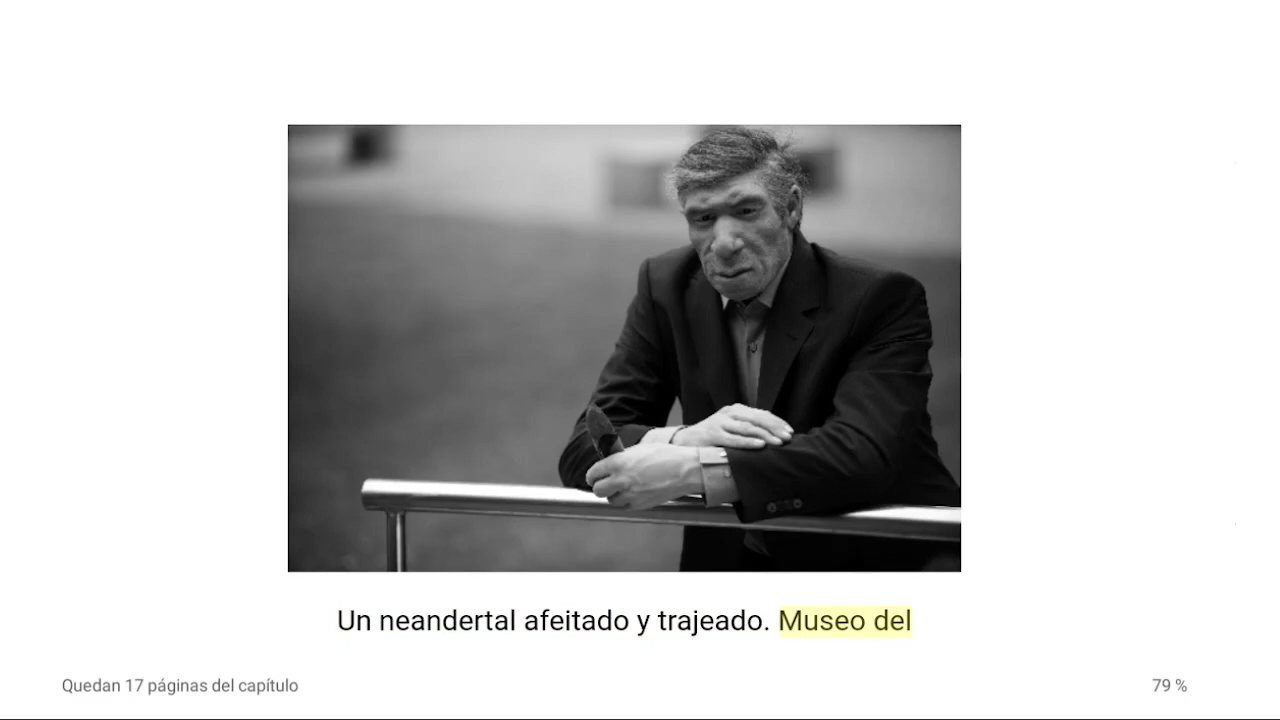 Un neandertal afeitado y trajeado. Museo del
Quedan 17 páginas del capítulo
79 %